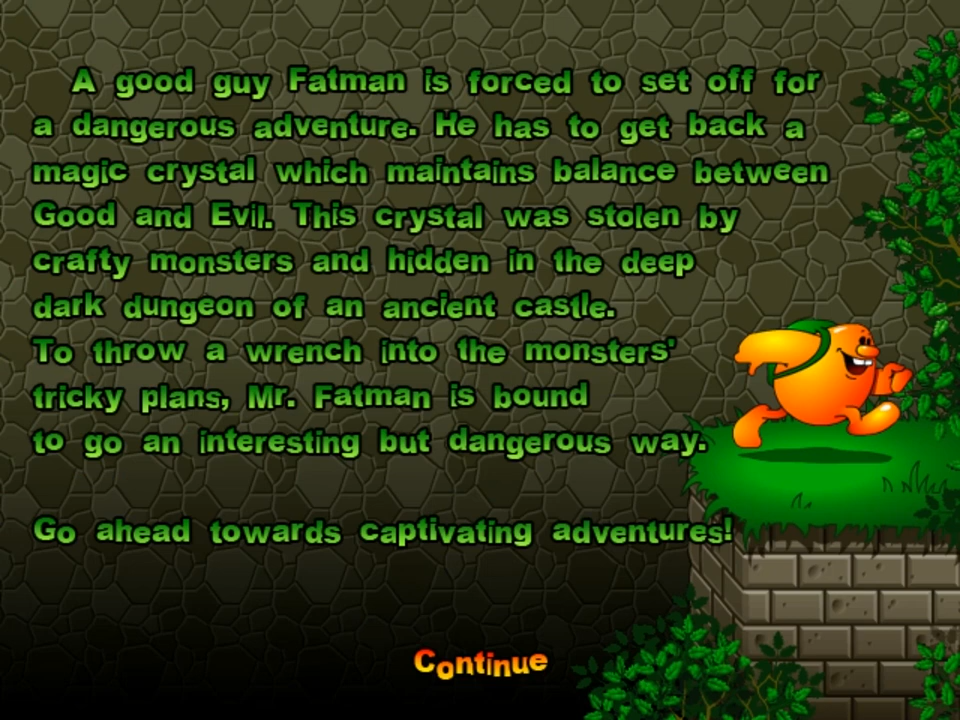 A good guy Fatman is forced to set off for
a dangerous adventure. He has to get back a
magic crystal which maintains balance between
Good and Evil. This crystal was stolen by
crafty monsters and hidden in the deep
dark dungeon of an ancient castle.
To throw a wrench into the monsters'
tricky plans, Mr. Fatman is bound
to go an interesting but dangerous way.
Go ahead towards captivating adventures!
Continue